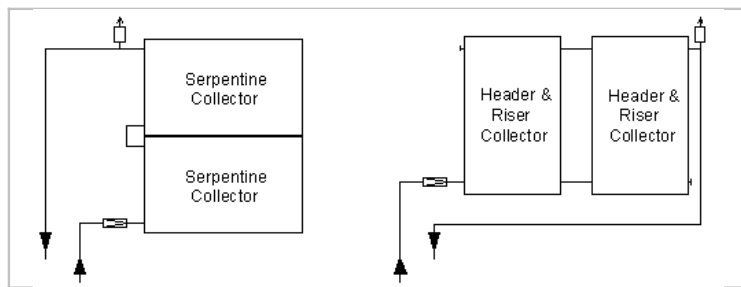 Serpentine
Collector
Serpentine
Collector
Header &
Riser
Collector
Header &
Riser
Collector